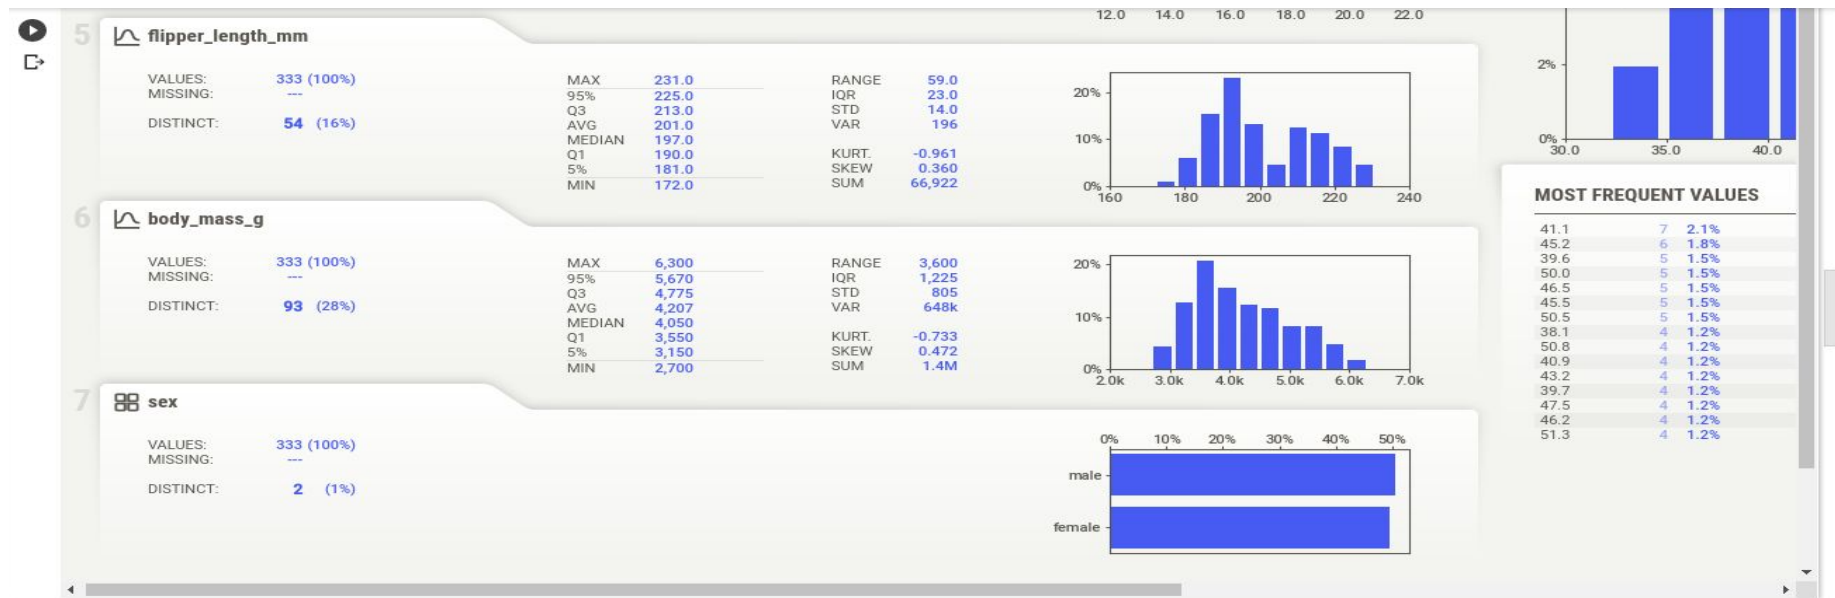 12.0 14.0 16.0 18.0 20.0 22.0
5 flipper_length_mm
VALUES: 333 (100%)
MISSING: ---
DISTINCT: 54 (16%)
MAX 231.0
95% 225.0
Q3 213.0
AVG 201.0
MEDIAN 197.0
Q1 190.0
5% 181.0
MIN 172.0
RANGE 59.0
IQR 23.0
STD 14.0
VAR 196
KURT. -0.961
SKEW 0.360
SUM 66,922
20%
10%
0%
160 180 200 220 240
6 body_mass_g
VALUES: 333 (100%)
MISSING: ---
DISTINCT: 93 (28%)
MAX 6,300
95% 5,670
Q3 4,775
AVG 4,207
MEDIAN 4,050
Q1 3,550
5% 3,150
MIN 2,700
RANGE 3,600
IQR 1,225
STD 805
VAR 648k
KURT. -0.733
SKEW 0.472
SUM 1.4M
20%
10%
0%
2.0k 3.0k 4.0k 5.0k 6.0k 7.0k
7 sex
VALUES: 333 (100%)
MISSING: ---
DISTINCT: 2 (1%)
0% 10% 20% 30% 40% 50%
male
female
2%
0%
30.0 35.0 40.0
MOST FREQUENT VALUES
41.1 7 2.1%
45.2 6 1.8%
39.6 5 1.5%
50.0 5 1.5%
46.5 5 1.5%
45.5 5 1.5%
50.5 5 1.5%
38.1 4 1.2%
50.8 4 1.2%
40.9 4 1.2%
43.2 4 1.2%
39.7 4 1.2%
47.5 4 1.2%
46.2 4 1.2%
51.3 4 1.2%